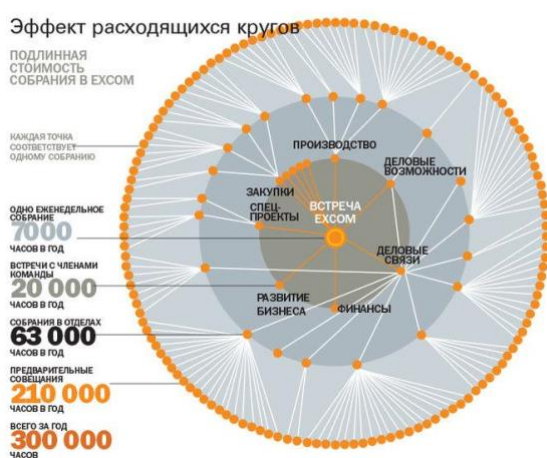 Эффект расходящихся кругов
ПОДЛИННАЯ
СТОИМОСТЬ
СОБРАНИЯ В EXCOM
КАЖДАЯ ТОЧКА
СООТВЕТСТВУЕТ
ОДНОМУ СОБРАНИЮ
ОДНО ЕЖЕНЕДЕЛЬНОЕ
СОБРАНИЕ
7000
ЧАСОВ В ГОД
ВСТРЕЧИ С ЧЛЕНАМИ
КОМАНДЫ
20 000
ЧАСОВ В ГОД
СОБРАНИЯ В ОТДЕЛАХ
63 000
ЧАСОВ В ГОД
ПРЕДВАРИТЕЛЬНЫЕ
СОВЕЩАНИЯ
210 000
ЧАСОВ В ГОД
ВСЕГО ЗА ГОД
300 000
ЧАСОВ
ПРОИЗВОДСТВО
ДЕЛОВЫЕ
ВОЗМОЖНОСТИ
ЗАКУПКИ
СПЕЦ-
ПРОЕКТЫ
ВСТРЕЧА
EXCOM
ДЕЛОВЫЕ
СВЯЗИ
РАЗВИТИЕ
БИЗНЕСА
ФИНАНСЫ